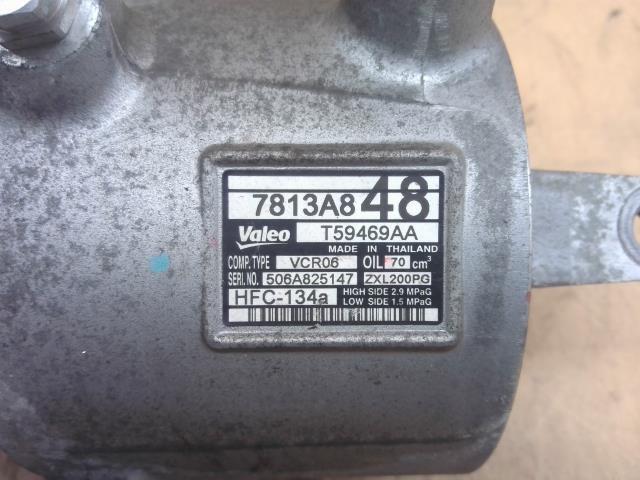 7813A8 48
Valeo T59469AA
MADE IN THAILAND
COMP. TYPE VCR06 OIL 70 cm³
SERI. NO. 506A825147 ZXL200PG
HFC-134a HIGH SIDE 2.9 MPaG
LOW SIDE 1.5 MPaG